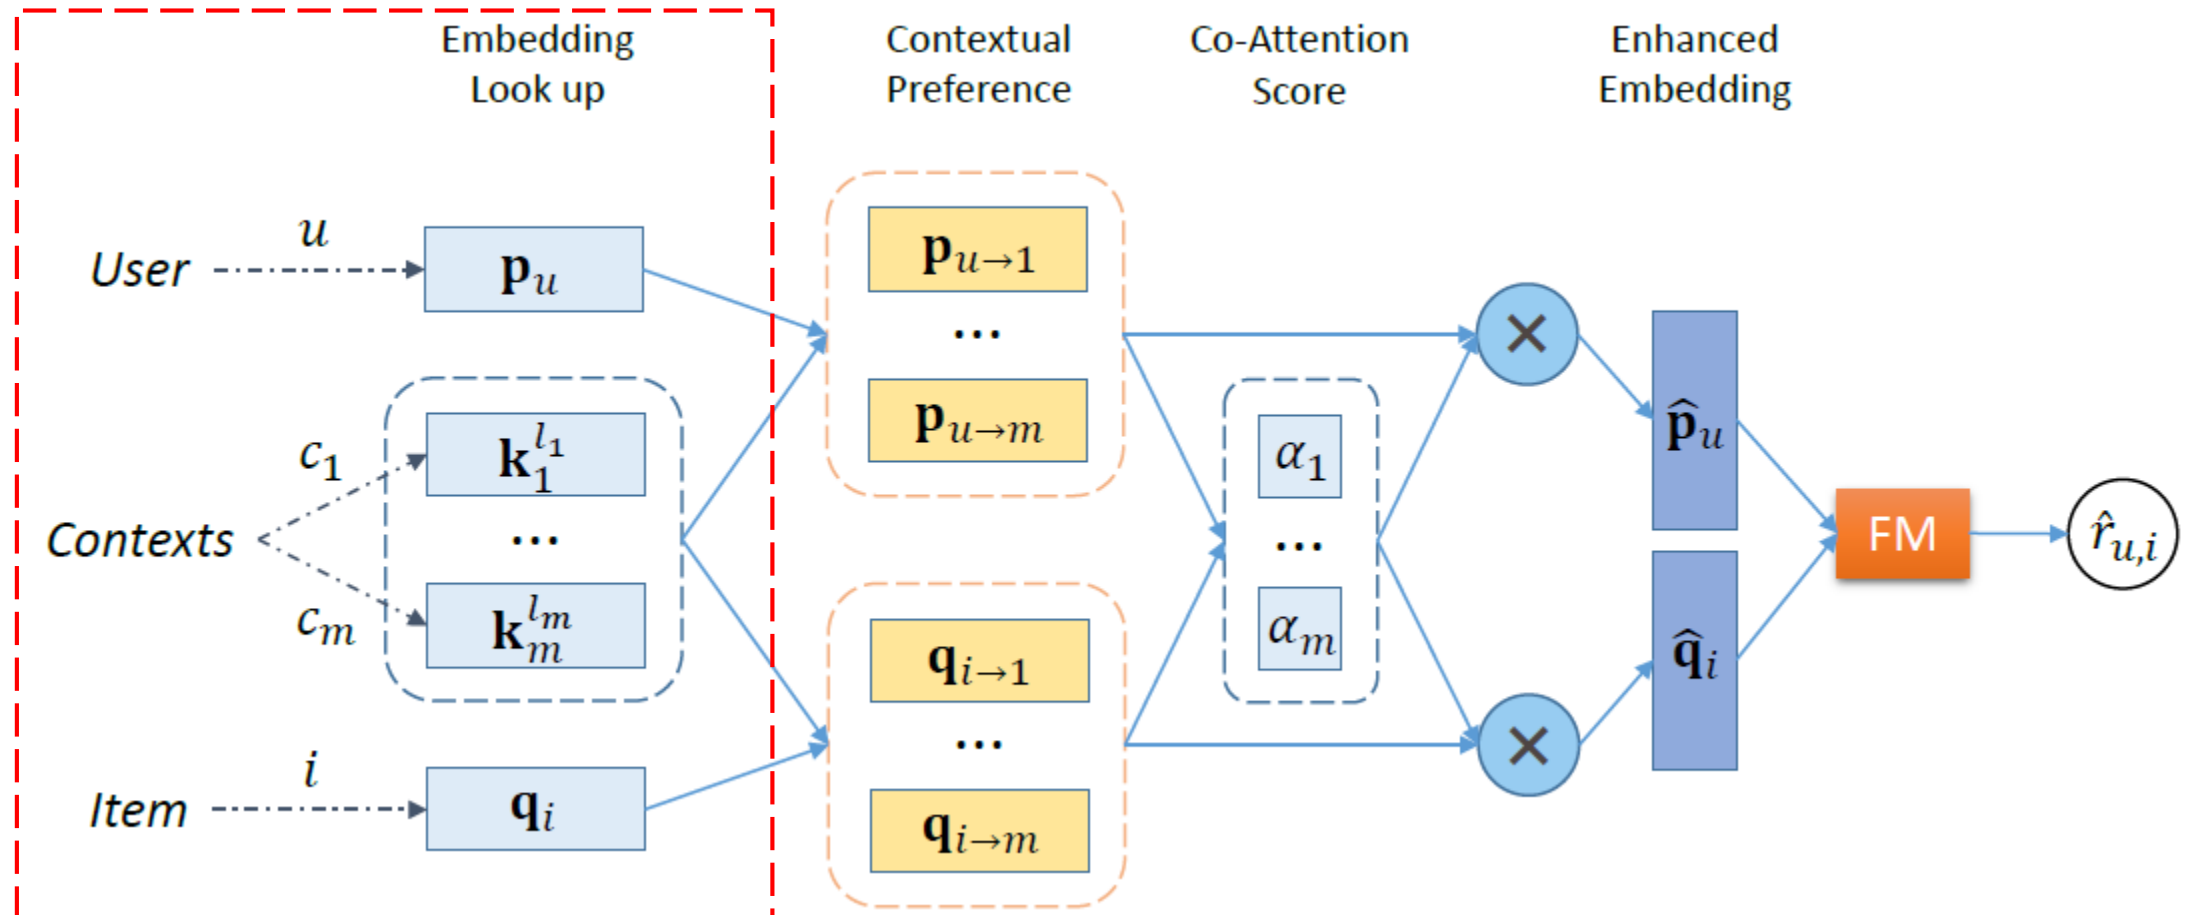 Embedding
Look up
Contextual
Preference
Co-Attention
Score
Enhanced
Embedding
User
u
𝐩_u
Contexts
c_1
c_m
𝐤_1^{l_1}
...
𝐤_m^{l_m}
Item
i
𝐪_i
𝐩_{u→1}
...
𝐩_{u→m}
𝐪_{i→1}
...
𝐪_{i→m}
α_1
...
α_m
×
×
𝐩̂_u
𝐪̂_i
FM
r̂_{u,i}